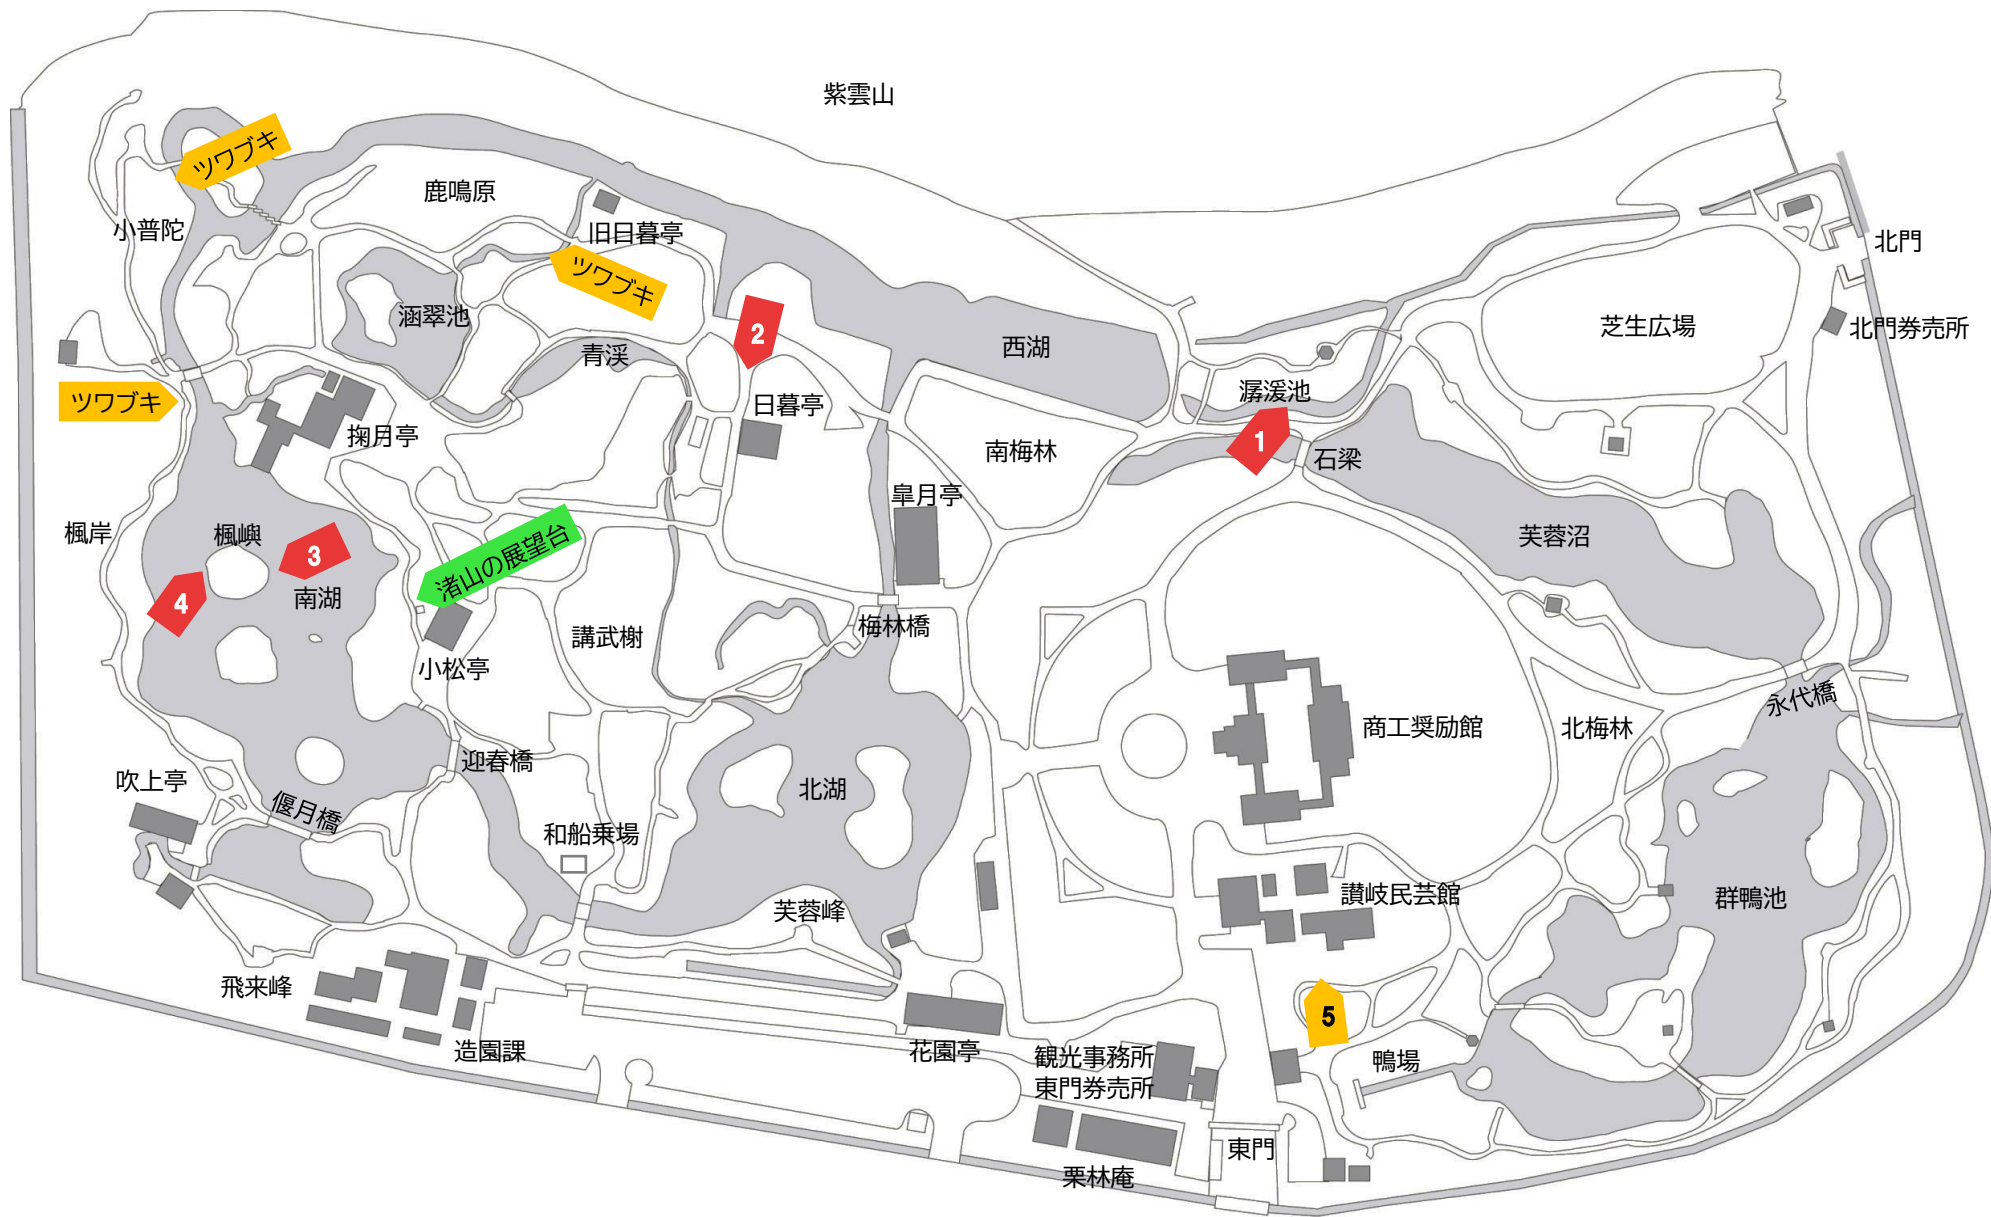 紫雲山
ツワブキ
鹿鳴原
小普陀
旧日暮亭
北門
ツワブキ
涵翠池
2
青渓
西湖
芝生広場
北門券売所
ツワブキ
潺湲池
日暮亭
掬月亭
1
南梅林
石梁
皐月亭
楓岸
楓嶼
3
渚山の展望台
芙蓉沼
4
南湖
講武榭
梅林橋
小松亭
永代橋
商工奨励館
北梅林
迎春橋
吹上亭
偃月橋
北湖
和船乗場
讃岐民芸館
群鴨池
芙蓉峰
飛来峰
5
造園課
花園亭
観光事務所
東門券売所
鴨場
東門
栗林庵